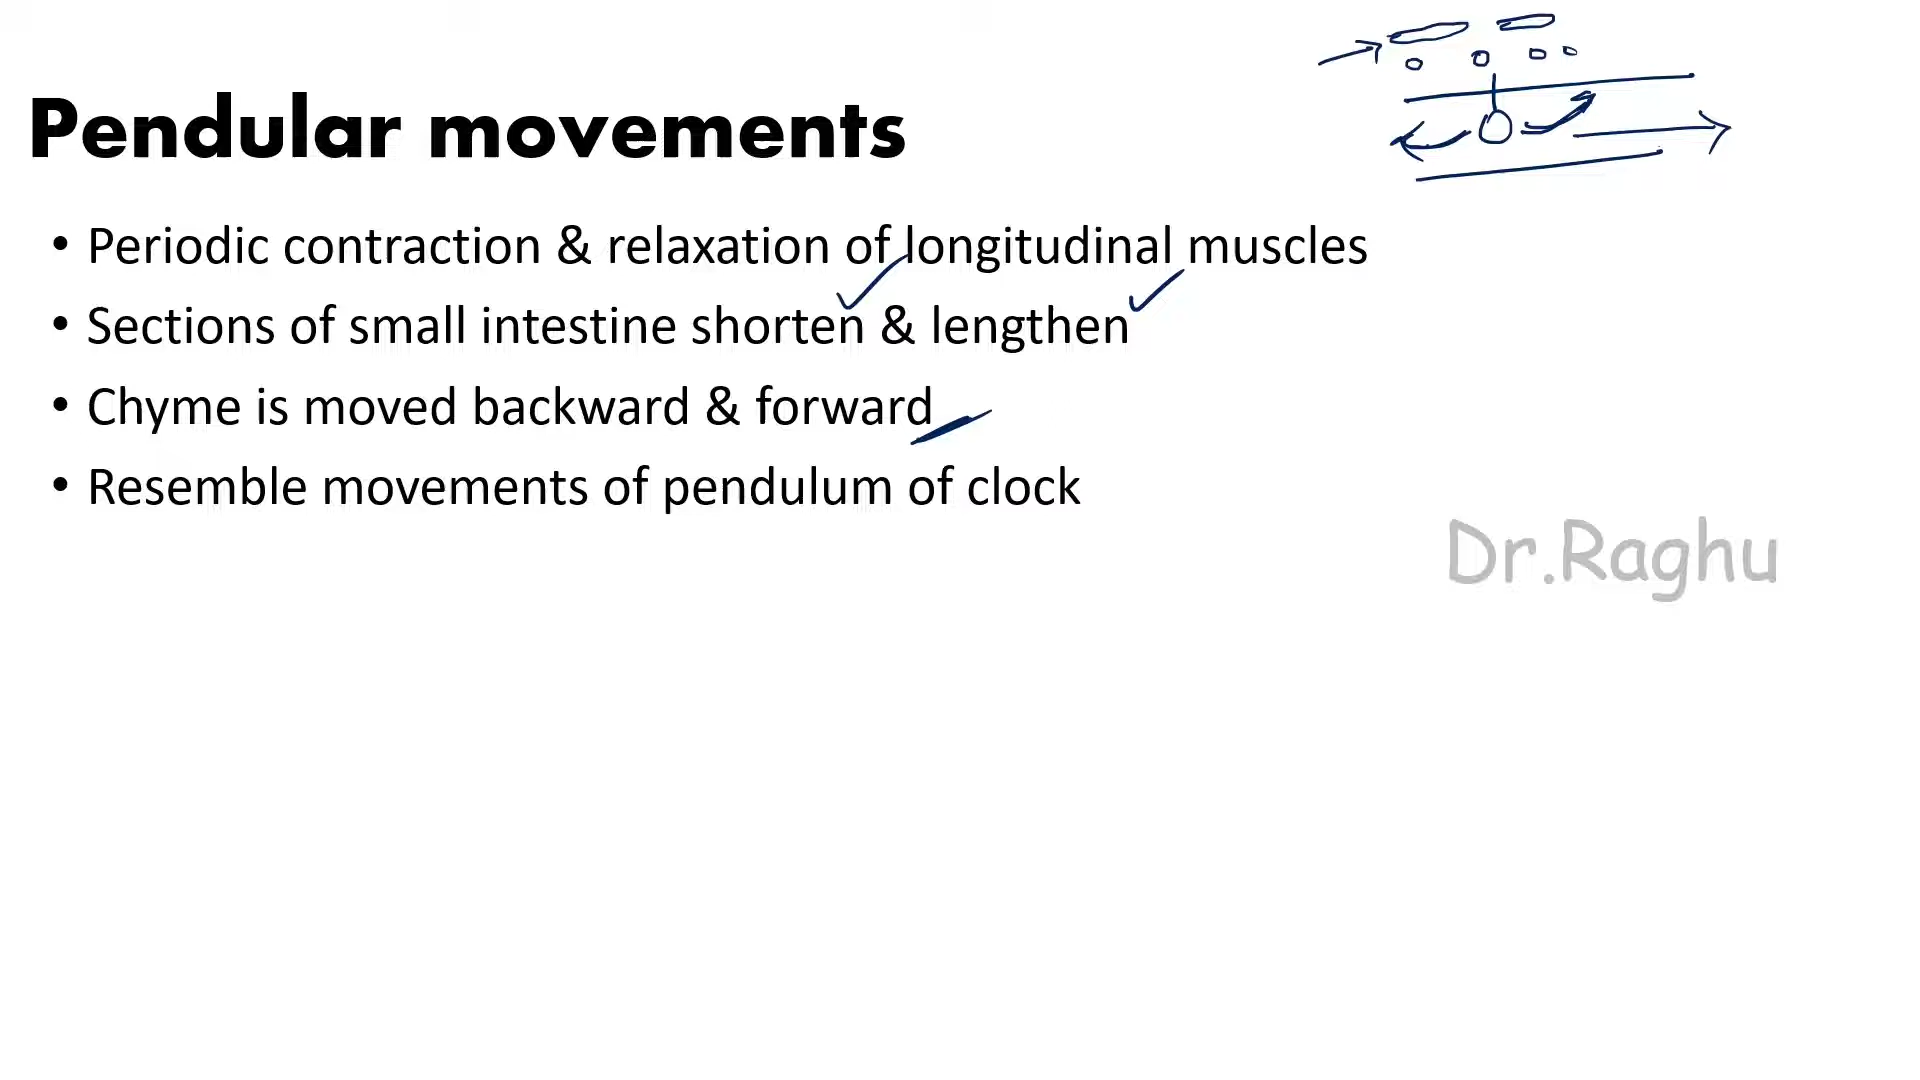 Pendular movements
• Periodic contraction & relaxation of longitudinal muscles
• Sections of small intestine shorten & lengthen
• Chyme is moved backward & forward
• Resemble movements of pendulum of clock
Dr.Raghu